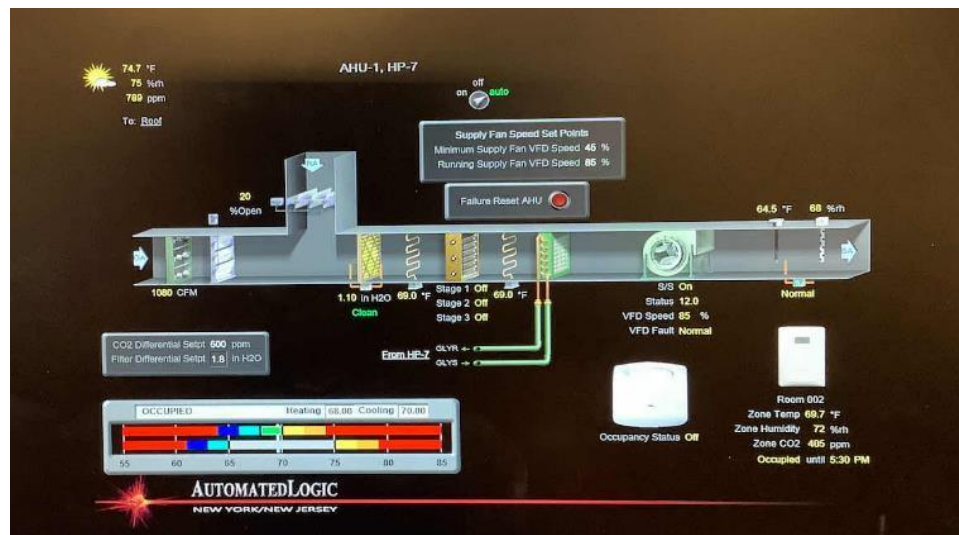 74.7 °F
75 %rh
789 ppm
To: Roof
AHU-1, HP-7
off
on auto
Supply Fan Speed Set Points
Minimum Supply Fan VFD Speed 45 %
Running Supply Fan VFD Speed 85 %
Failure Reset AHU
RA
20
%Open
OA
1080 CFM
1.10 in H2O
Clean
69.0 °F
Stage 1 Off
Stage 2 Off
Stage 3 Off
69.0 °F
64.5 °F
68 %rh
SA
S/S On
Status 12.0
VFD Speed 85 %
VFD Fault Normal
Normal
From HP-7
GLYR
GLYS
CO2 Differential Setpt 600 ppm
Filter Differential Setpt 1.8 in H2O
OCCUPIED Heating 68.00 Cooling 70.00
55 60 65 70 75 80 85
Occupancy Status Off
Room 002
Zone Temp 69.7 °F
Zone Humidity 72 %rh
Zone CO2 485 ppm
Occupied until 5:30 PM
AUTOMATEDLOGIC
NEW YORK/NEW JERSEY